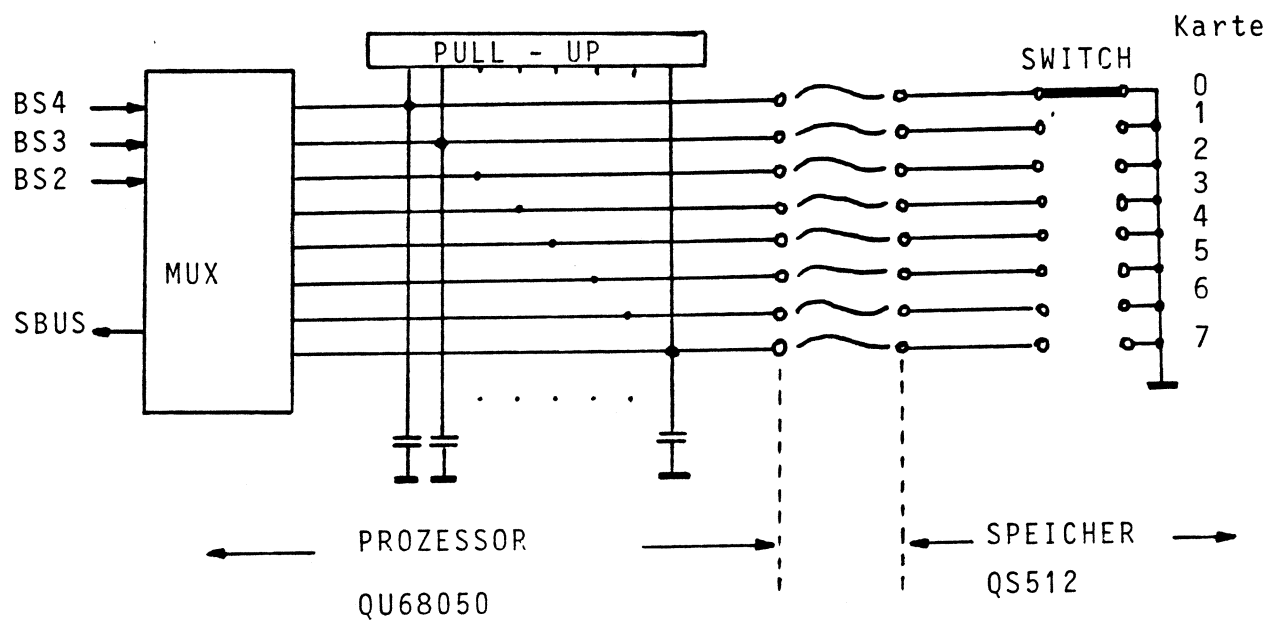 Karte
PULL - UP
SWITCH
BS4
BS3
BS2
0
1
2
3
4
5
6
7
MUX
SBUS
PROZESSOR
QU68050
SPEICHER
QS512